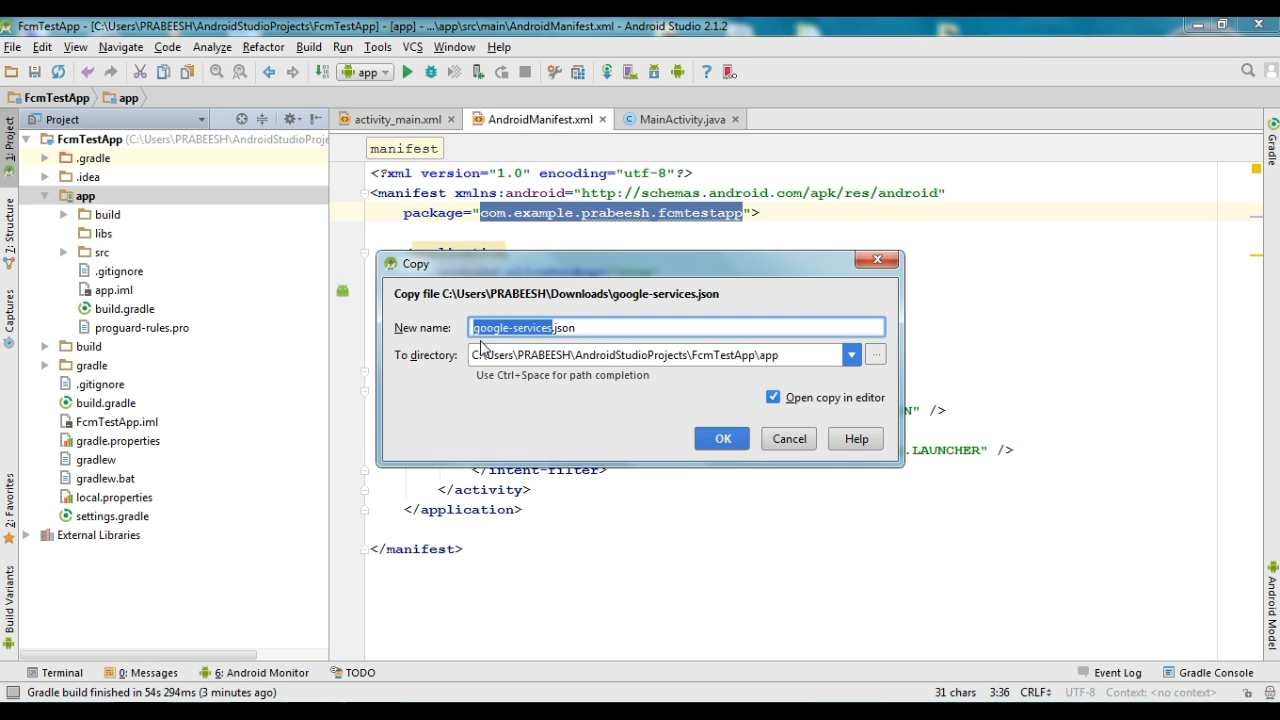 FcmTestApp - [C:\Users\PRABEESH\AndroidStudioProjects\FcmTestApp] - [app] - ...\app\src\main\AndroidManifest.xml - Android Studio 2.1.2
File Edit View Navigate Code Analyze Refactor Build Run Tools VCS Window Help
app
FcmTestApp app
Project
activity_main.xml AndroidManifest.xml MainActivity.java
1: Project
7: Structure
Captures
2: Favorites
Build Variants
FcmTestApp (C:\Users\PRABEESH\AndroidStudioProje
.gradle
.idea
app
build
libs
src
.gitignore
app.iml
build.gradle
proguard-rules.pro
build
gradle
.gitignore
build.gradle
FcmTestApp.iml
gradle.properties
gradlew
gradlew.bat
local.properties
settings.gradle
External Libraries
manifest
<?xml version="1.0" encoding="utf-8"?>
<manifest xmlns:android="http://schemas.android.com/apk/res/android"
package="com.example.prabeesh.fcmtestapp">
Copy
Copy file C:\Users\PRABEESH\Downloads\google-services.json
New name: google-services.json
To directory: C:\Users\PRABEESH\AndroidStudioProjects\FcmTestApp\app
...
Use Ctrl+Space for path completion
Open copy in editor
OK Cancel Help
N" />
.LAUNCHER" />
</intent-filter>
</activity>
</application>
</manifest>
Gradle
Android Model
Terminal 0: Messages 6: Android Monitor TODO Event Log Gradle Console
Gradle build finished in 54s 294ms (3 minutes ago) 31 chars 3:36 CRLF UTF-8 Context: <no context>